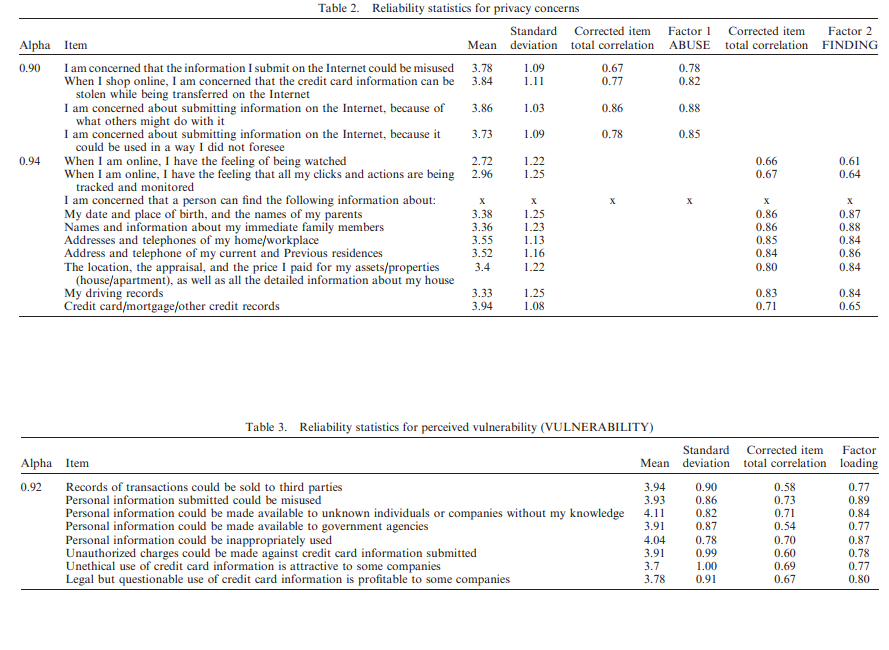 Table 2. Reliability statistics for privacy concerns
Standard Corrected item Factor 1 Corrected item Factor 2
Alpha Item Mean deviation total correlation ABUSE total correlation FINDING
0.90 I am concerned that the information I submit on the Internet could be misused 3.78 1.09 0.67 0.78
When I shop online, I am concerned that the credit card information can be 3.84 1.11 0.77 0.82
stolen while being transferred on the Internet
I am concerned about submitting information on the Internet, because of 3.86 1.03 0.86 0.88
what others might do with it
I am concerned about submitting information on the Internet, because it 3.73 1.09 0.78 0.85
could be used in a way I did not foresee
0.94 When I am online, I have the feeling of being watched 2.72 1.22 0.66 0.61
When I am online, I have the feeling that all my clicks and actions are being 2.96 1.25 0.67 0.64
tracked and monitored
I am concerned that a person can find the following information about: x x x x x x
My date and place of birth, and the names of my parents 3.38 1.25 0.86 0.87
Names and information about my immediate family members 3.36 1.23 0.86 0.88
Addresses and telephones of my home/workplace 3.55 1.13 0.85 0.84
Address and telephone of my current and Previous residences 3.52 1.16 0.84 0.86
The location, the appraisal, and the price I paid for my assets/properties 3.4 1.22 0.80 0.84
(house/apartment), as well as all the detailed information about my house
My driving records 3.33 1.25 0.83 0.84
Credit card/mortgage/other credit records 3.94 1.08 0.71 0.65
Table 3. Reliability statistics for perceived vulnerability (VULNERABILITY)
Standard Corrected item Factor
Alpha Item Mean deviation total correlation loading
0.92 Records of transactions could be sold to third parties 3.94 0.90 0.58 0.77
Personal information submitted could be misused 3.93 0.86 0.73 0.89
Personal information could be made available to unknown individuals or companies without my knowledge 4.11 0.82 0.71 0.84
Personal information could be made available to government agencies 3.91 0.87 0.54 0.77
Personal information could be inappropriately used 4.04 0.78 0.70 0.87
Unauthorized charges could be made against credit card information submitted 3.91 0.99 0.60 0.78
Unethical use of credit card information is attractive to some companies 3.7 1.00 0.69 0.77
Legal but questionable use of credit card information is profitable to some companies 3.78 0.91 0.67 0.80